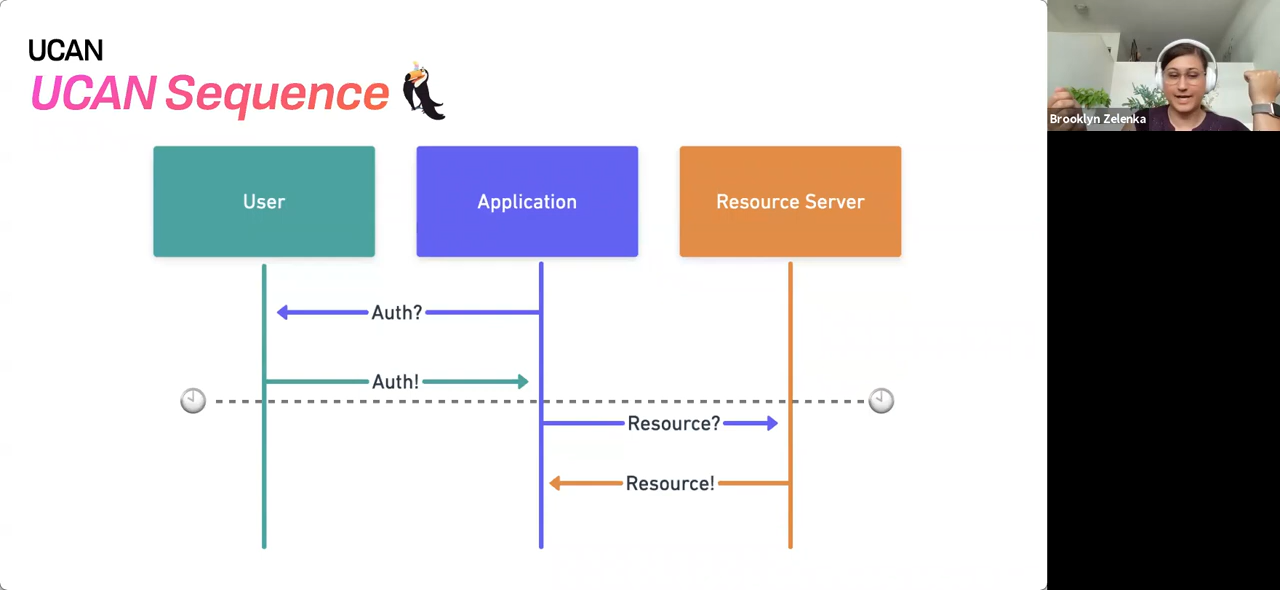 UCAN
UCAN Sequence
Brooklyn Zelenka
User
Application
Resource Server
Auth?
Auth!
Resource?
Resource!